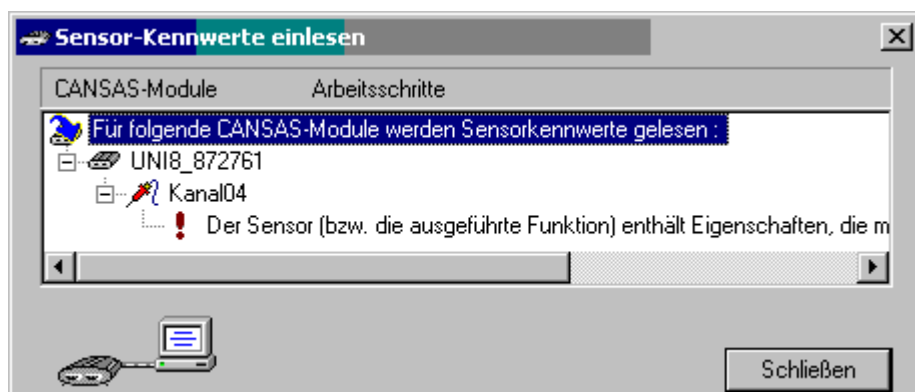 Sensor-Kennwerte einlesen
CANSAS-Module Arbeitsschritte
Für folgende CANSAS-Module werden Sensorkennwerte gelesen :
UNI8_872761
Kanal04
Der Sensor (bzw. die ausgeführte Funktion) enthält Eigenschaften, die m
Schließen